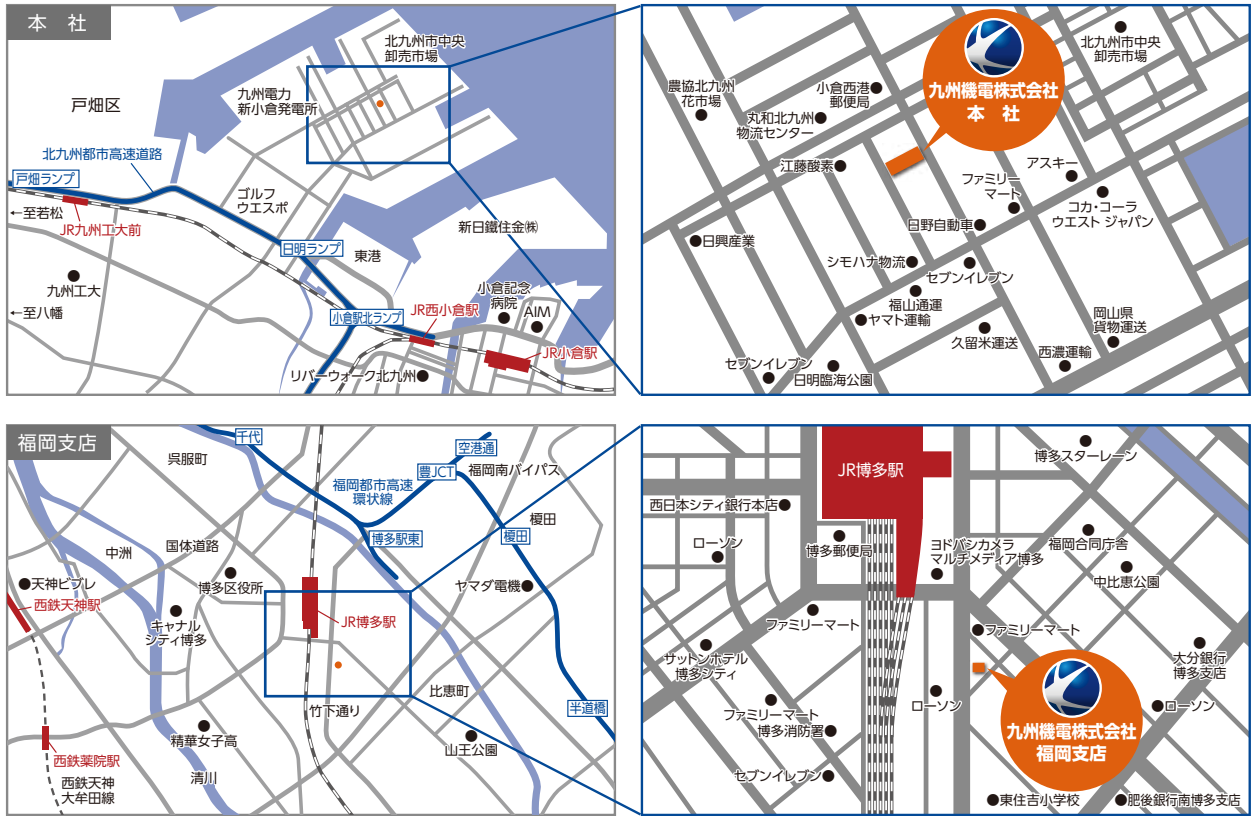 本 社
北九州市中央
卸売市場
九州電力
新小倉発電所
戸畑区
北九州都市高速道路
戸畑ランプ
←至若松
JR九州工大前
ゴルフ
ウエスポ
新日鐵住金㈱
日明ランプ
東港
九州工大
←至八幡
小倉記念
病院
AIM
小倉駅北ランプ
JR西小倉駅
JR小倉駅
リバーウォーク北九州
北九州市中央
卸売市場
九州機電株式会社
本 社
農協北九州
花市場
小倉西港
郵便局
丸和北九州
物流センター
江藤酸素
アスキー
ファミリー
マート
コカ・コーラ
ウエスト ジャパン
日野自動車
日興産業
シモハナ物流
セブンイレブン
福山通運
ヤマト運輸
久留米運送
岡山県
貨物運送
西濃運輸
セブンイレブン
日明臨海公園
福岡支店
千代
呉服町
空港通
豊JCT
福岡南バイパス
福岡都市高速
環状線
榎田
榎田
博多駅東
中洲
国体道路
天神ビブレ
博多区役所
ヤマダ電機
西鉄天神駅
キャナル
シティ博多
JR博多駅
比恵町
竹下通り
半道橋
精華女子高
山王公園
西鉄薬院駅
清川
西鉄天神
大牟田線
JR博多駅
博多スターレーン
西日本シティ銀行本店
ローソン
博多郵便局
ヨドバシカメラ
マルチメディア博多
福岡合同庁舎
中比恵公園
ファミリーマート
ファミリーマート
サットンホテル
博多シティ
大分銀行
博多支店
ローソン
ローソン
ファミリーマート
博多消防署
九州機電株式会社
福岡支店
セブンイレブン
東住吉小学校
肥後銀行南博多支店